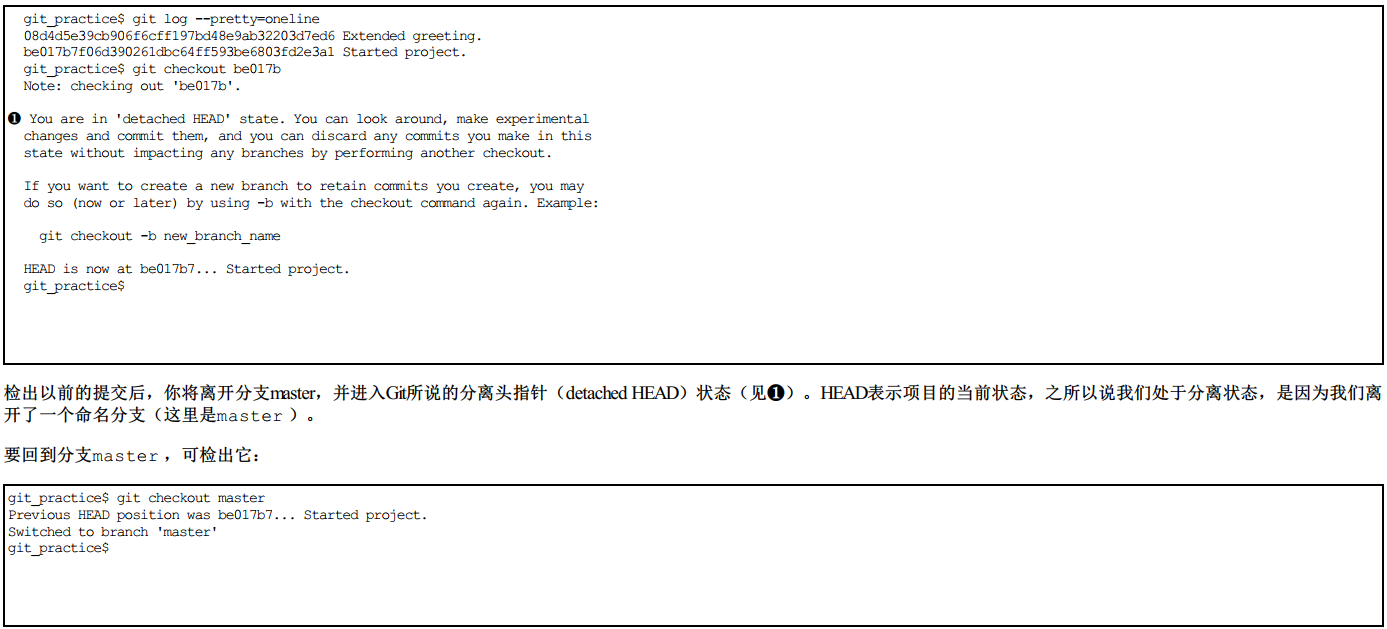 git_practice$ git log --pretty=oneline
08d4d5e39cb906f6cff197bd48e9ab32203d7ed6 Extended greeting.
be017b7f06d390261dbc64ff593be6803fd2e3a1 Started project.
git_practice$ git checkout be017b
Note: checking out 'be017b'.
❶ You are in 'detached HEAD' state. You can look around, make experimental
changes and commit them, and you can discard any commits you make in this
state without impacting any branches by performing another checkout.
If you want to create a new branch to retain commits you create, you may
do so (now or later) by using -b with the checkout command again. Example:
git checkout -b new_branch_name
HEAD is now at be017b7... Started project.
git_practice$
检出以前的提交后，你将离开分支master，并进入Git所说的分离头指针（detached HEAD）状态（见❶）。HEAD表示项目的当前状态，之所以说我们处于分离状态，是因为我们离
开了一个命名分支（这里是master ）。
要回到分支master ，可检出它：
git_practice$ git checkout master
Previous HEAD position was be017b7... Started project.
Switched to branch 'master'
git_practice$